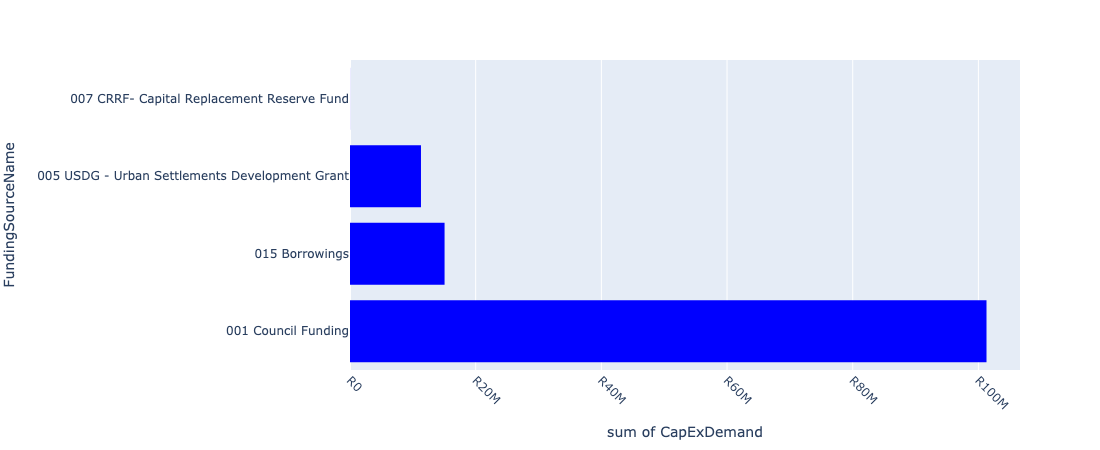 007 CRRF- Capital Replacement Reserve Fund
005 USDG - Urban Settlements Development Grant
015 Borrowings
001 Council Funding
FundingSourceName
R0
R20M
R40M
R60M
R80M
R100M
sum of CapExDemand